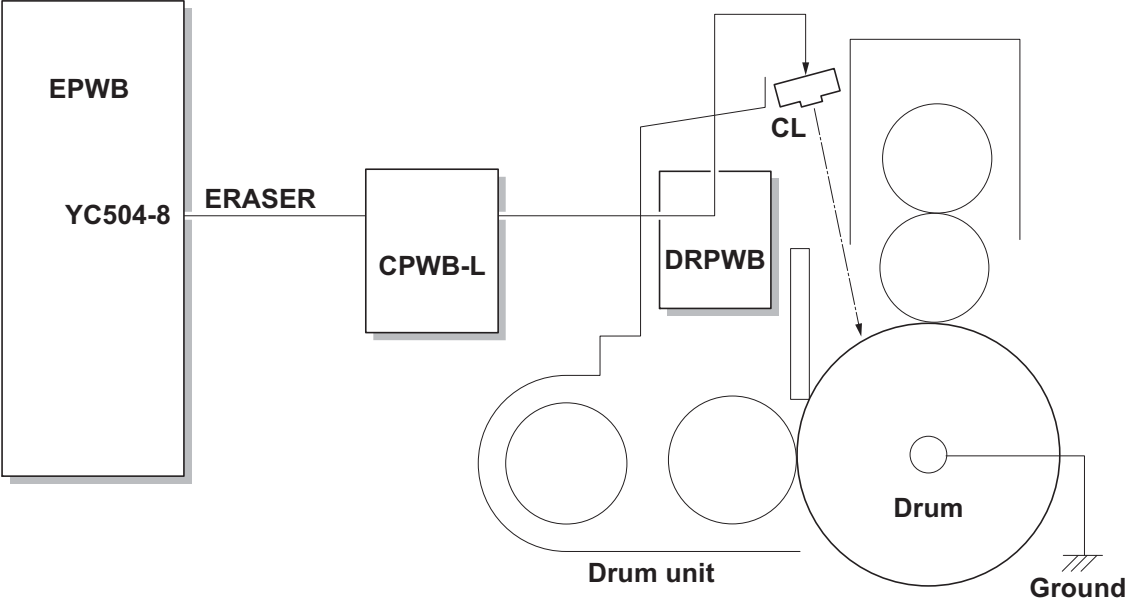 EPWB
CL
ERASER
YC504-8
CPWB-L
DRPWB
Drum
Drum unit
Ground